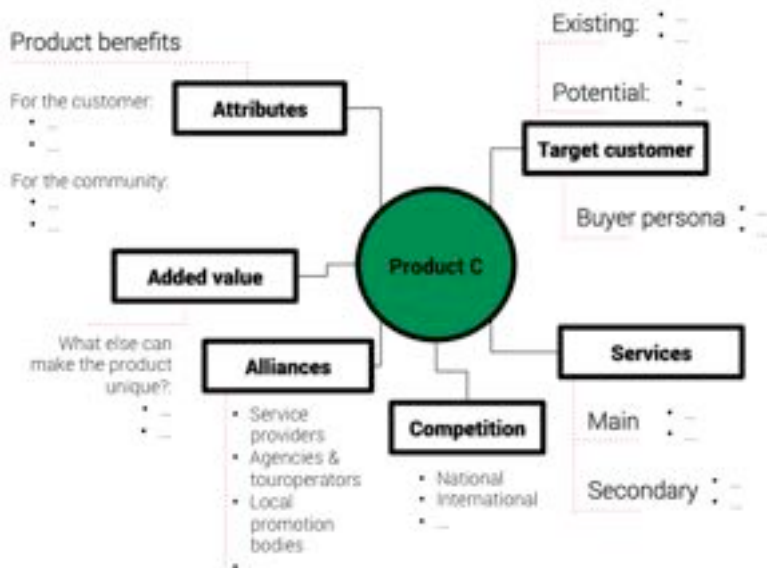 Product benefits
Attributes
For the customer:
• ...
• ...
For the community:
• ...
• ...
Existing:
• ...
• ...
Potential:
• ...
• ...
Target customer
Buyer persona
• ...
• ...
Product C
Added value
What else can
make the product
unique?:
• ...
• ...
Alliances
• Service
providers
• Agencies &
touroperators
• Local
promotion
bodies
• ...
Competition
• National
• International
• ...
Services
Main
• ...
• ...
Secondary
• ...
• ...